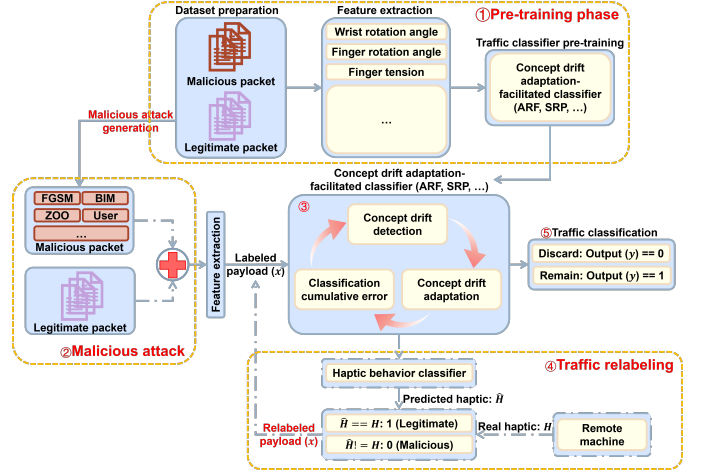 Dataset preparation
Feature extraction
①Pre-training phase
Malicious packet
Legitimate packet
Wrist rotation angle
Finger rotation angle
Finger tension
...
Traffic classifier pre-training
Concept drift
adaptation-
facilitated classifier
(ARF, SRP, ...)
Malicious attack
generation
FGSM
BIM
ZOO
User
...
Malicious packet
Legitimate packet
②Malicious attack
Feature extraction
Labeled
payload (x)
Concept drift adaptation-
facilitated classifier (ARF, SRP, ...)
③
Concept drift
detection
Classification
cumulative error
Concept drift
adaptation
⑤Traffic classification
Discard: Output (y) == 0
Remain: Output (y) == 1
④Traffic relabeling
Haptic behavior classifier
Predicted haptic: Ĥ
Relabeled
payload (x)
Ĥ == H: 1 (Legitimate)
Ĥ! = H: 0 (Malicious)
Real haptic: H
Remote
machine